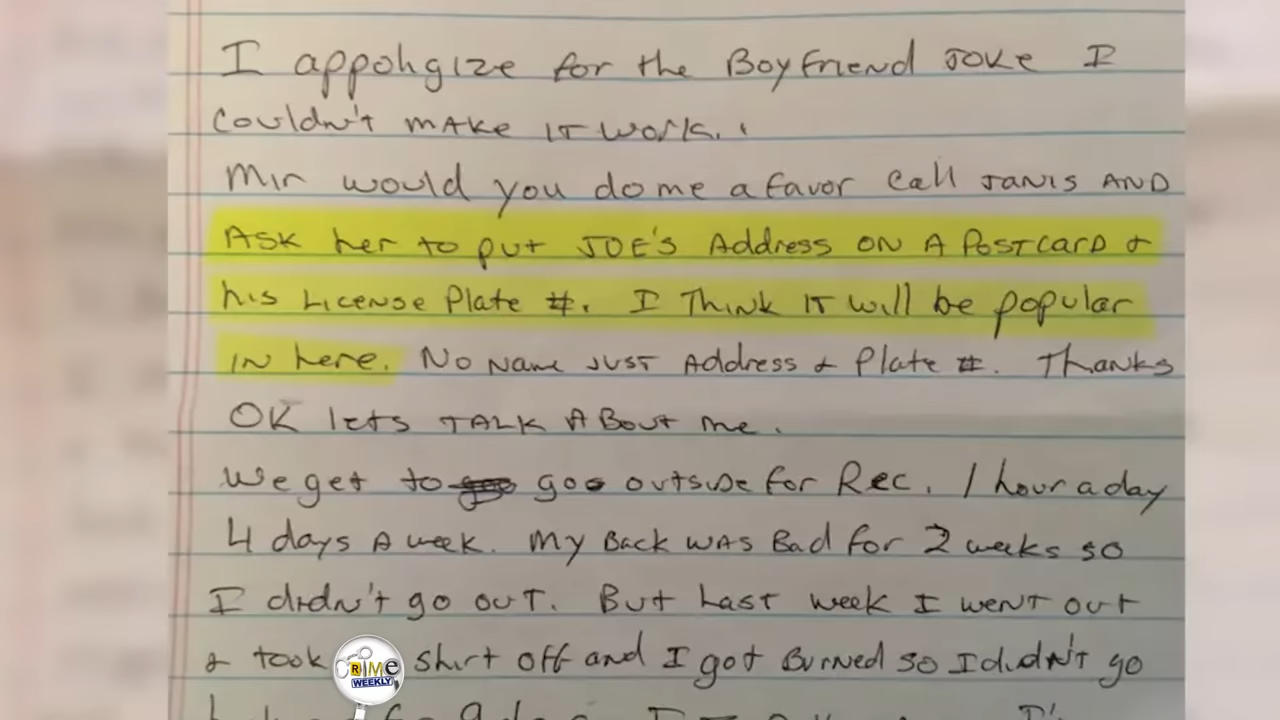 I appohgize for the Boyfriend Joke I
Couldn't make it work.
Mir would you do me a favor Call Janis AND
Ask her to put JOE'S Address ON A Postcard &
his License Plate #. I Think IT will be popular
in here. No Name Just Address & Plate #. Thanks
OK lets TALK About me.
We get to go outside for Rec. 1 hour a day
4 days A week. My Back was Bad for 2 weeks so
I didn't go out. But Last week I went out
& took shirt off and I got Burned so I didn't go
CRIME
WEEKLY